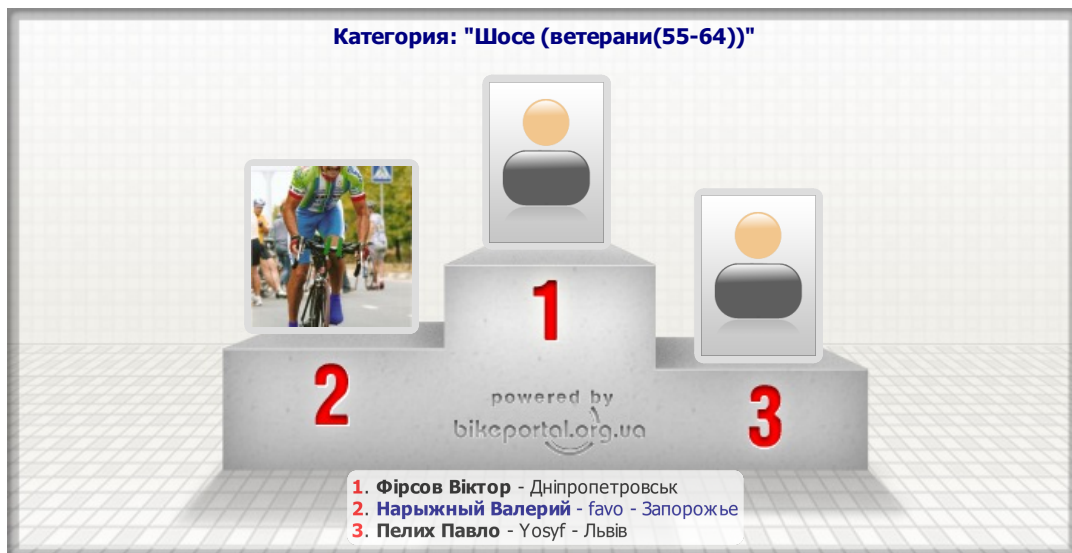 Категория: "Шосе (ветерани(55-64))"
1
2
3
powered by
bikeportal.org.ua
1. Фірсов Віктор - Дніпропетровськ
2. Нарыжный Валерий - favo - Запорожье
3. Пелих Павло - Yosyf - Львів